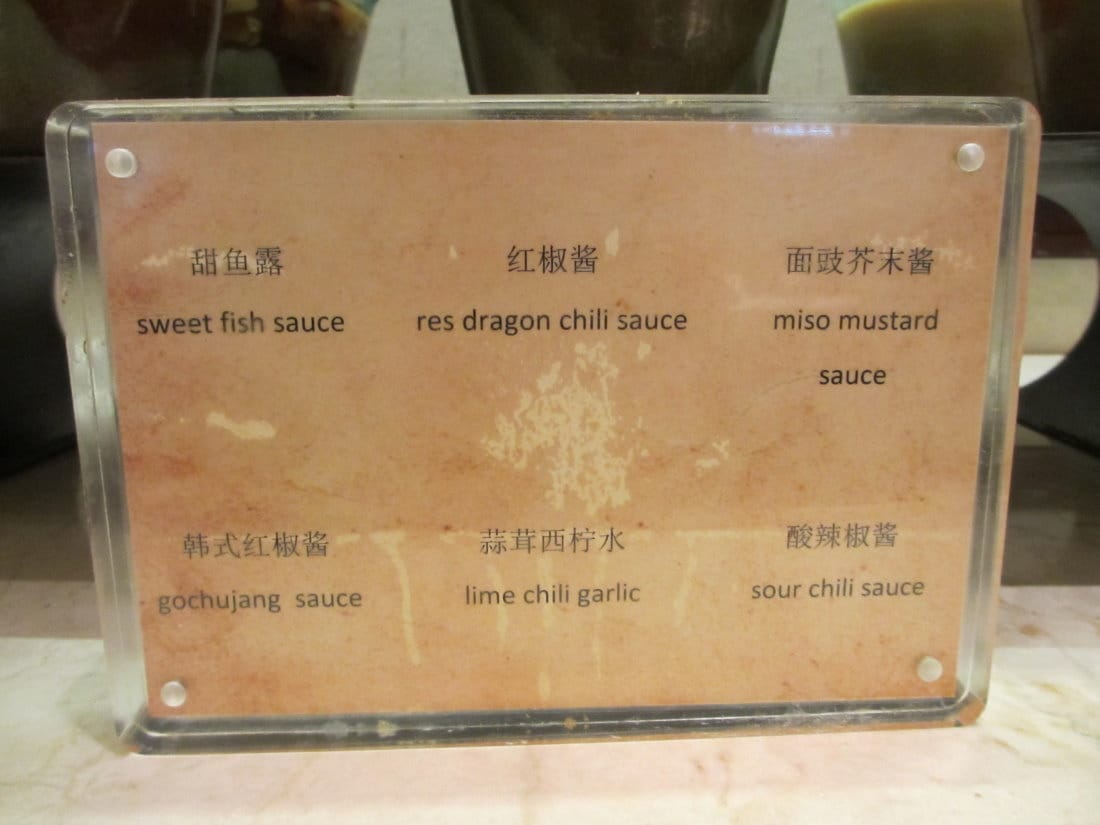 甜鱼露
sweet fish sauce
红椒酱
res dragon chili sauce
面豉芥末酱
miso mustard
sauce
韩式红椒酱
gochujang sauce
蒜茸西柠水
lime chili garlic
酸辣椒酱
sour chili sauce